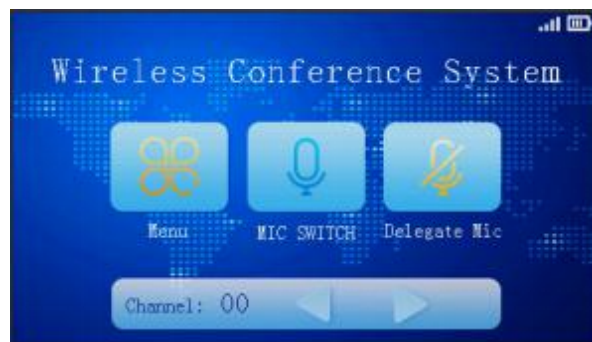 Wireless Conference System
Menu
MIC SWITCH
Delegate Mic
Channel: 00